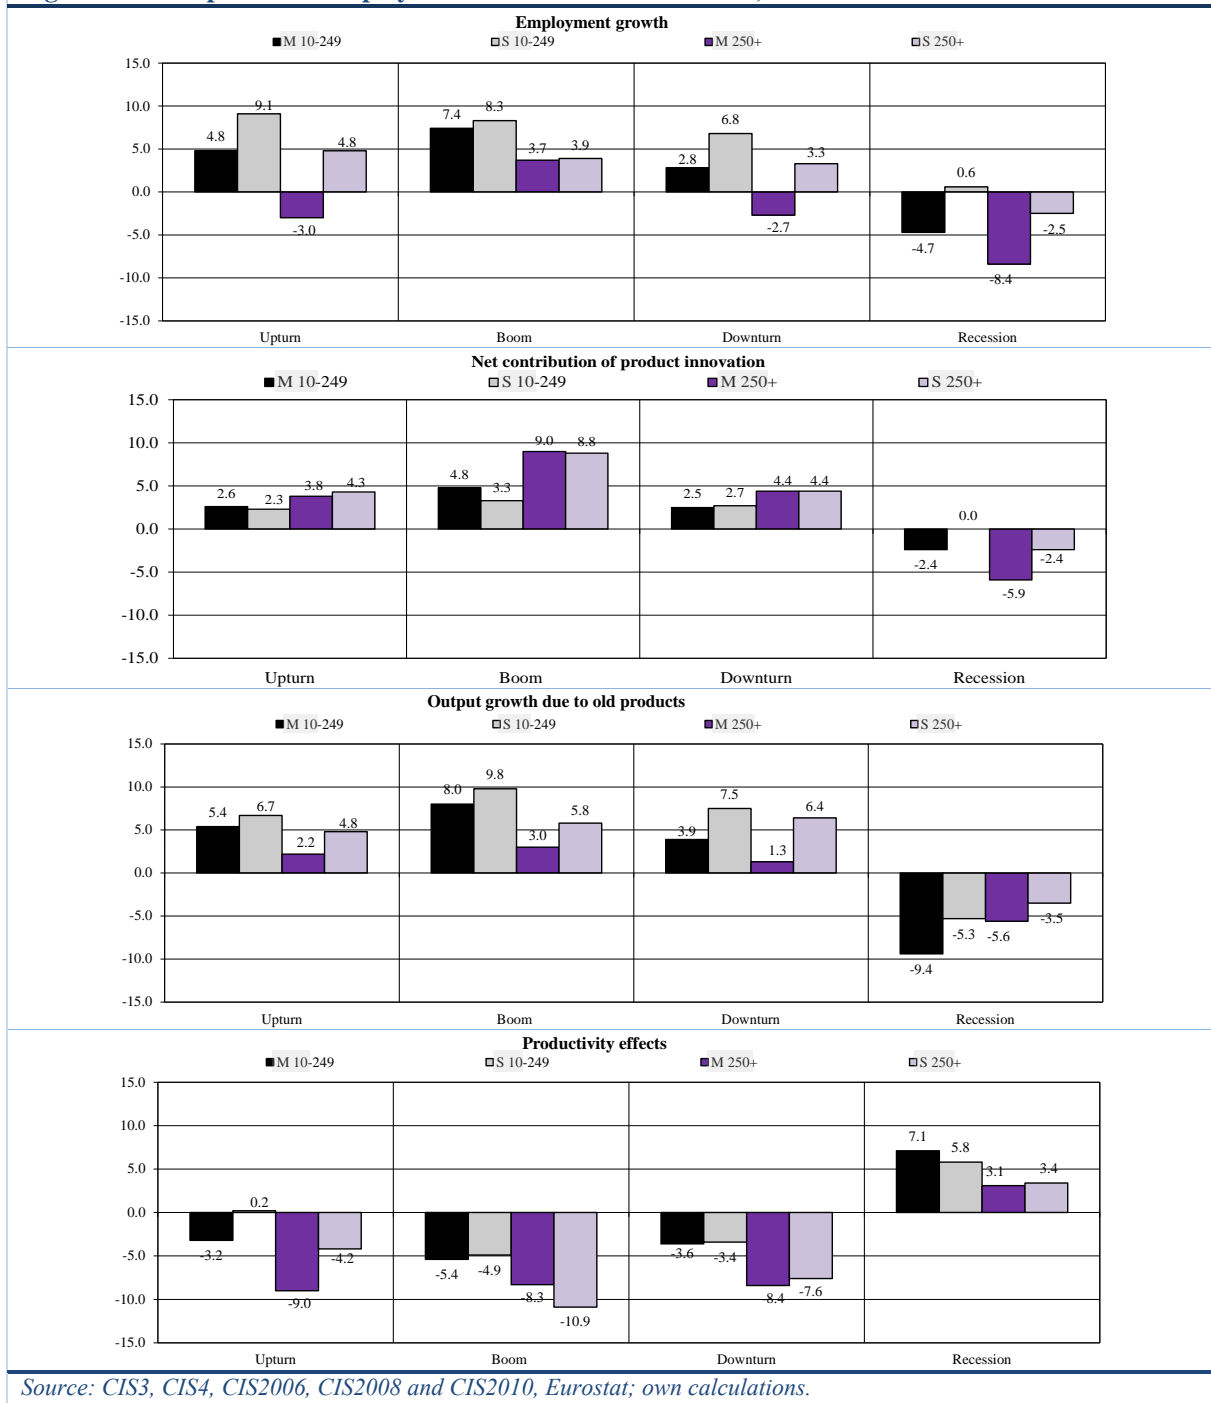 Employment growth
M 10-249 S 10-249 M 250+ S 250+
15.0
10.0
5.0
0.0
-5.0
-10.0
-15.0
4.8 9.1 -3.0 4.8
7.4 8.3 3.7 3.9
2.8 6.8 -2.7 3.3
-4.7 0.6 -8.4 -2.5
Upturn Boom Downturn Recession
Net contribution of product innovation
M 10-249 S 10-249 M 250+ S 250+
15.0
10.0
5.0
0.0
-5.0
-10.0
-15.0
2.6 2.3 3.8 4.3
4.8 3.3 9.0 8.8
2.5 2.7 4.4 4.4
-2.4 0.0 -5.9 -2.4
Upturn Boom Downturn Recession
Output growth due to old products
M 10-249 S 10-249 M 250+ S 250+
15.0
10.0
5.0
0.0
-5.0
-10.0
-15.0
5.4 6.7 2.2 4.8
8.0 9.8 3.0 5.8
3.9 7.5 1.3 6.4
-9.4 -5.3 -5.6 -3.5
Upturn Boom Downturn Recession
Productivity effects
M 10-249 S 10-249 M 250+ S 250+
15.0
10.0
5.0
0.0
-5.0
-10.0
-15.0
-3.2 0.2 -9.0 -4.2
-5.4 -4.9 -8.3 -10.9
-3.6 -3.4 -8.4 -7.6
7.1 5.8 3.1 3.4
Upturn Boom Downturn Recession
Source: CIS3, CIS4, CIS2006, CIS2008 and CIS2010, Eurostat; own calculations.